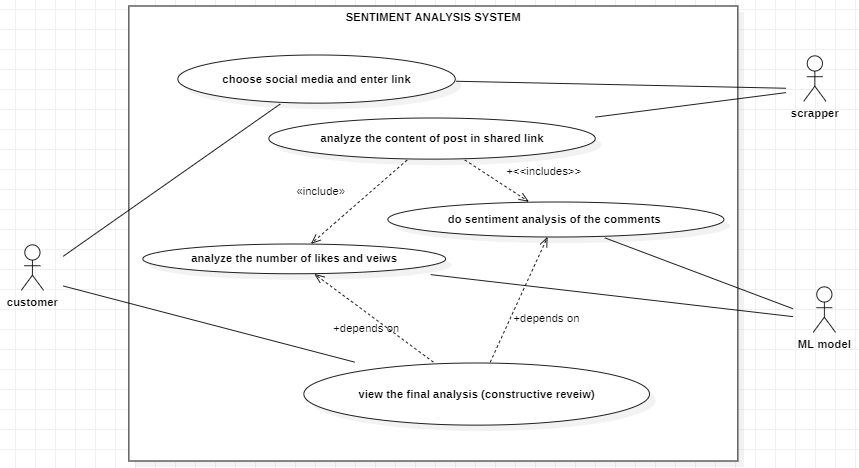 SENTIMENT ANALYSIS SYSTEM
choose social media and enter link
scrapper
analyze the content of post in shared link
+<<includes>>
«include»
do sentiment analysis of the comments
analyze the number of likes and veiws
customer
+depends on
+depends on
ML model
view the final analysis (constructive reveiw)